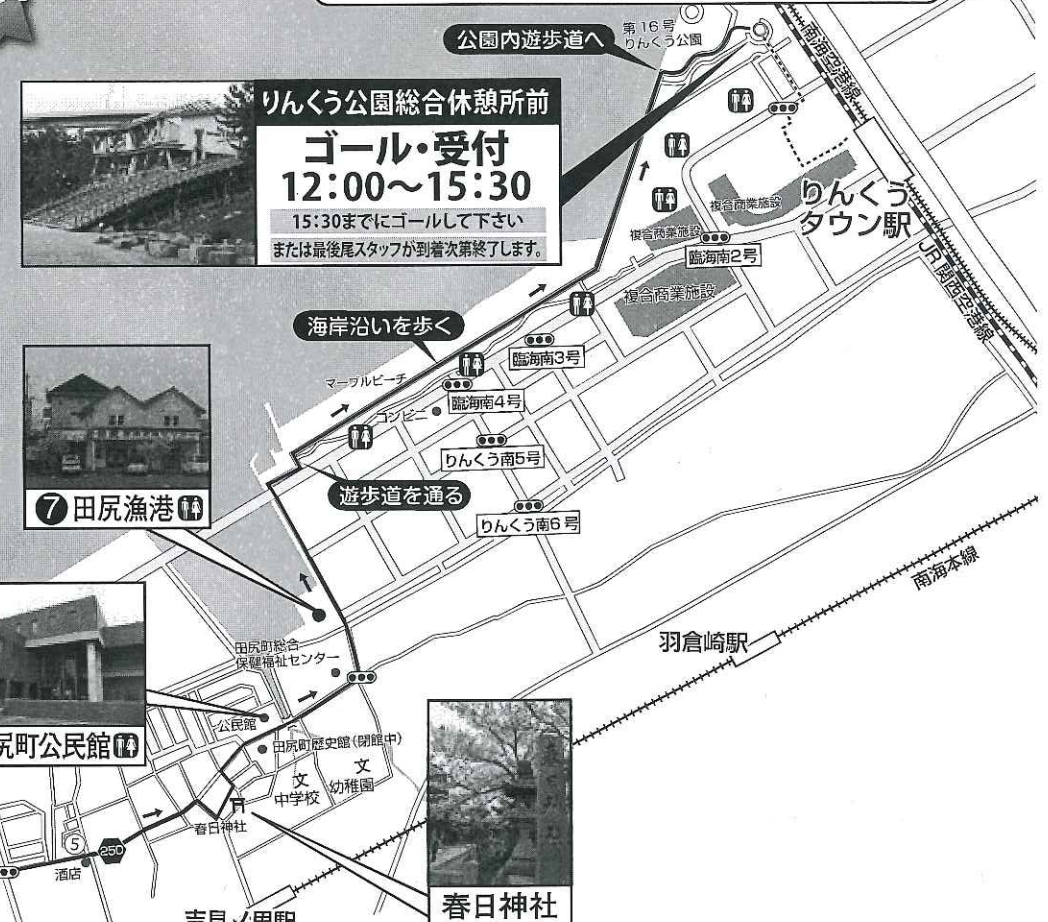 公園内遊歩道へ
第16号
りんくう公園
南海空港線
りんくう公園総合休憩所前
ゴール・受付
12:00〜15:30
15:30までにゴールして下さい
または最後尾スタッフが到着次第終了します。
りんくう
タウン駅
複合商業施設
複合商業施設
臨海南2号
JR関西空港線
複合商業施設
海岸沿いを歩く
臨海南3号
マーブルビーチ
臨海南4号
コンビニ
りんくう南5号
遊歩道を通る
りんくう南6号
❼田尻漁港
南海本線
羽倉崎駅
田尻町総合
保健福祉センター
公民館
尻町公民館
田尻町歴史館(閉館中)
文
中学校
文
幼稚園
春日神社
⑤
250
酒店
春日神社
吉見ノ里駅